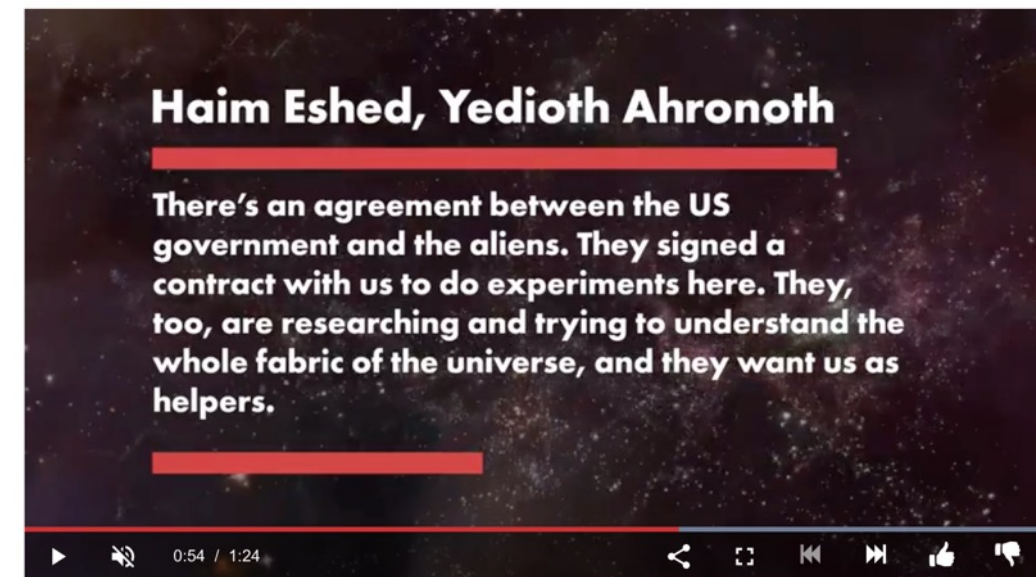 Haim Eshed, Yedioth Ahronoth
There's an agreement between the US
government and the aliens. They signed a
contract with us to do experiments here. They,
too, are researching and trying to understand the
whole fabric of the universe, and they want us as
helpers.
0:54 / 1:24